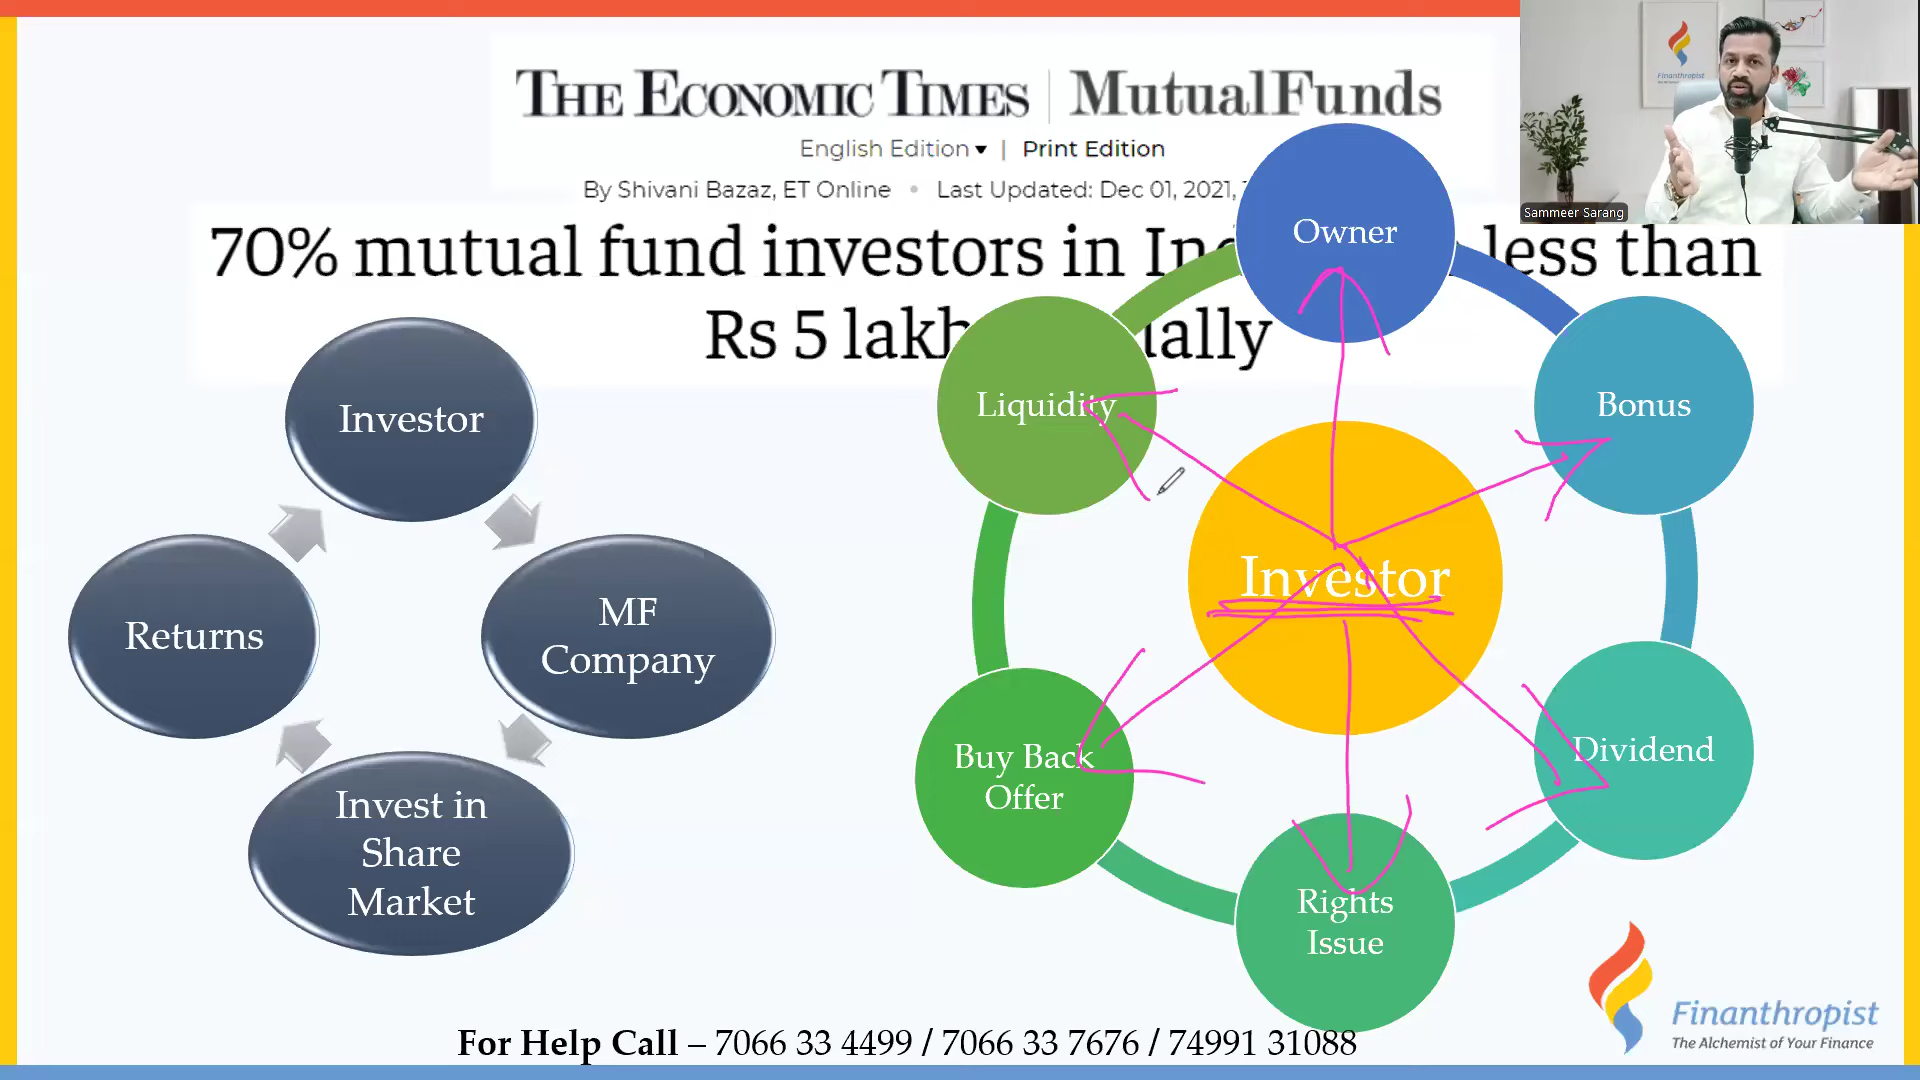 THE ECONOMIC TIMES | MutualFunds
English Edition ▾ | Print Edition
By Shivani Bazaz, ET Online • Last Updated: Dec 01, 2021,
70% mutual fund investors in less than
Rs 5 lakh
Sammeer Sarang
Finanthropist
Investor
MF
Company
Invest in
Share
Market
Returns
Owner
Bonus
Dividend
Rights
Issue
Buy Back
Offer
Liquidity
Investor
Finanthropist
The Alchemist of Your Finance
For Help Call – 7066 33 4499 / 7066 33 7676 / 74991 31088